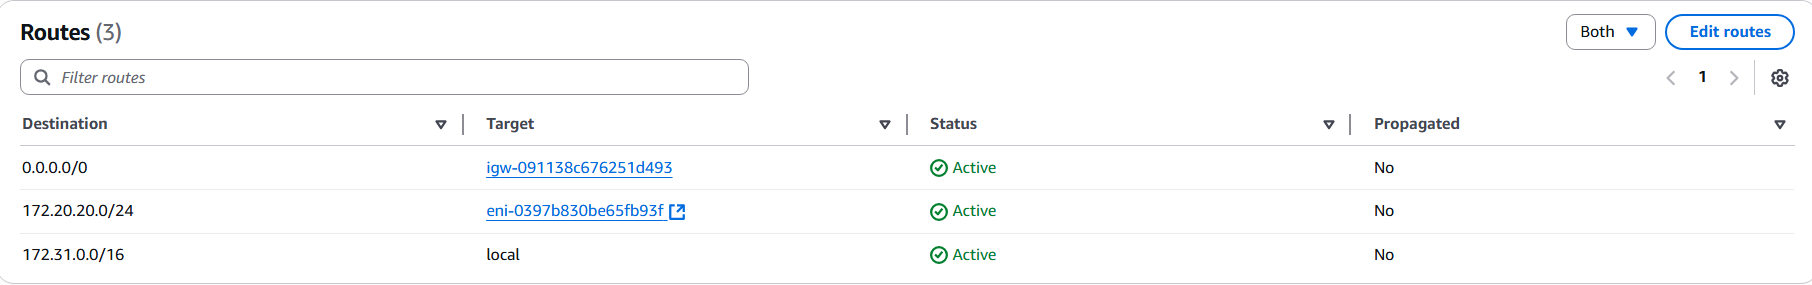 Routes (3)
Both
Edit routes
Filter routes
1
Destination Target Status Propagated
0.0.0.0/0 igw-091138c676251d493 Active No
172.20.20.0/24 eni-0397b830be65fb93f Active No
172.31.0.0/16 local Active No